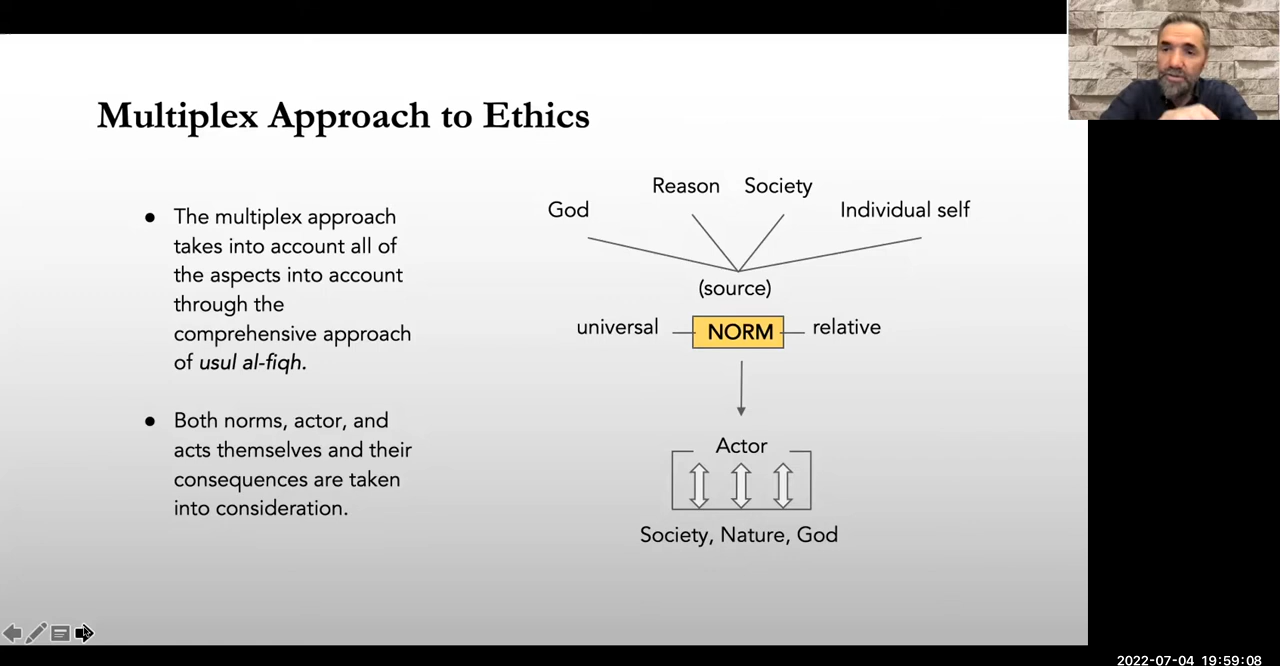 Multiplex Approach to Ethics
● The multiplex approach
takes into account all of
the aspects into account
through the
comprehensive approach
of usul al-fiqh.
● Both norms, actor, and
acts themselves and their
consequences are taken
into consideration.
God
Reason
Society
Individual self
(source)
universal
NORM
relative
Actor
Society, Nature, God
2022-07-04 19:59:08